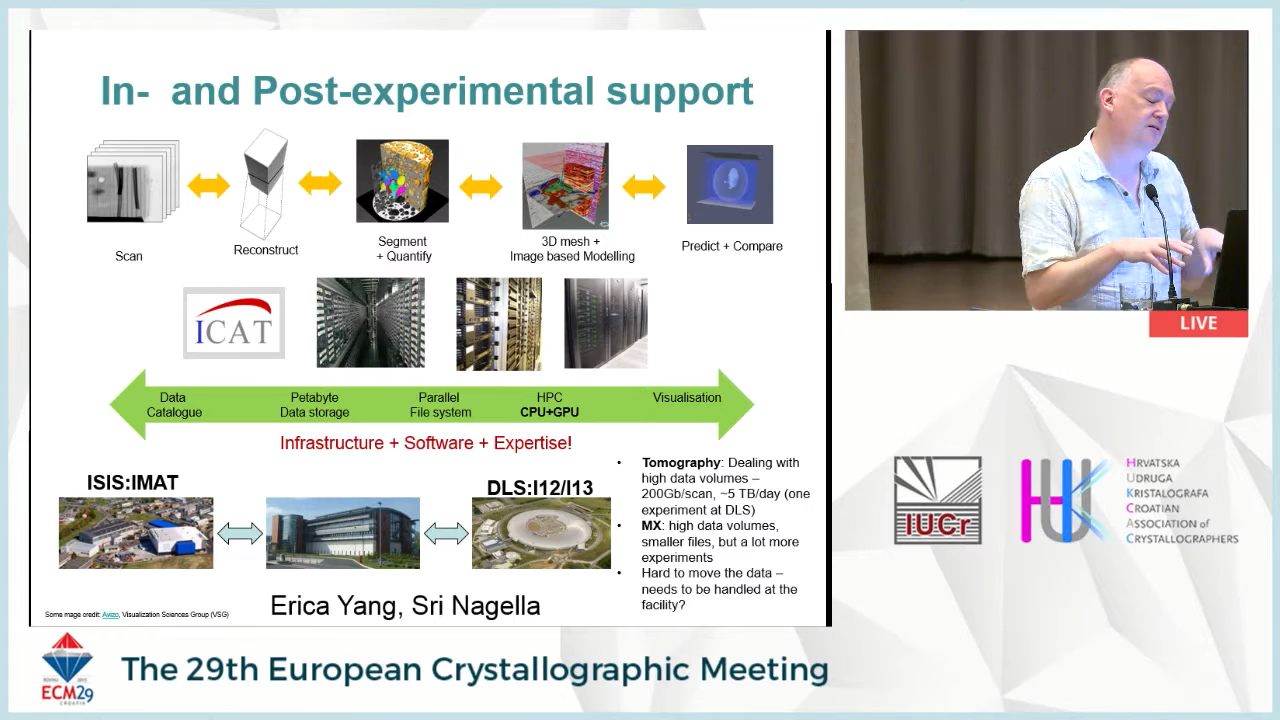 In- and Post-experimental support
Scan
Reconstruct
Segment
+ Quantify
3D mesh +
Image based Modelling
Predict + Compare
ICAT
Data
Catalogue
Petabyte
Data storage
Parallel
File system
HPC
CPU+GPU
Visualisation
Infrastructure + Software + Expertise!
ISIS:IMAT
DLS:I12/I13
• Tomography: Dealing with
high data volumes –
200Gb/scan, ~5 TB/day (one
experiment at DLS)
• MX: high data volumes,
smaller files, but a lot more
experiments
• Hard to move the data –
needs to be handled at the
facility?
Some mage credit: Avizo, Visualization Sciences Group (VSG)
Erica Yang, Sri Nagella
LIVE
IUCr
HUK
HRVATSKA
UDRUGA
KRISTALOGRAFA
CROATIAN
ASSOCIATION of
CRYSTALLOGRAPHERS
ECM29
CROATIA
The 29th European Crystallographic Meeting